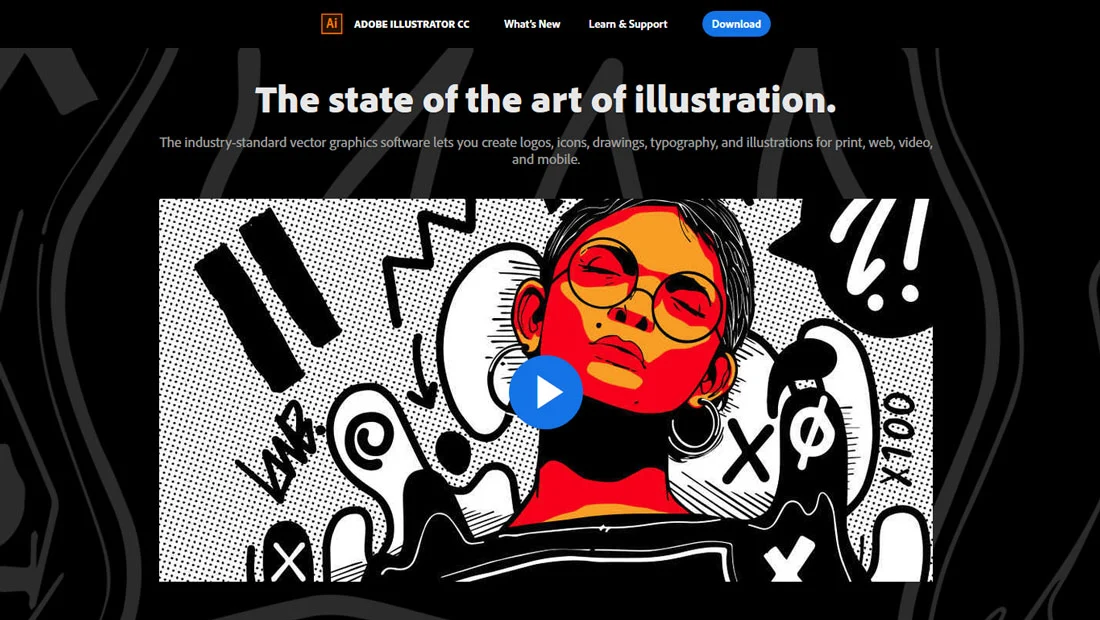 Ai ADOBE ILLUSTRATOR CC What's New Learn & Support Download
The state of the art of illustration.
The industry-standard vector graphics software lets you create logos, icons, drawings, typography, and illustrations for print, web, video,
and mobile.
?!
X
X100
X
X